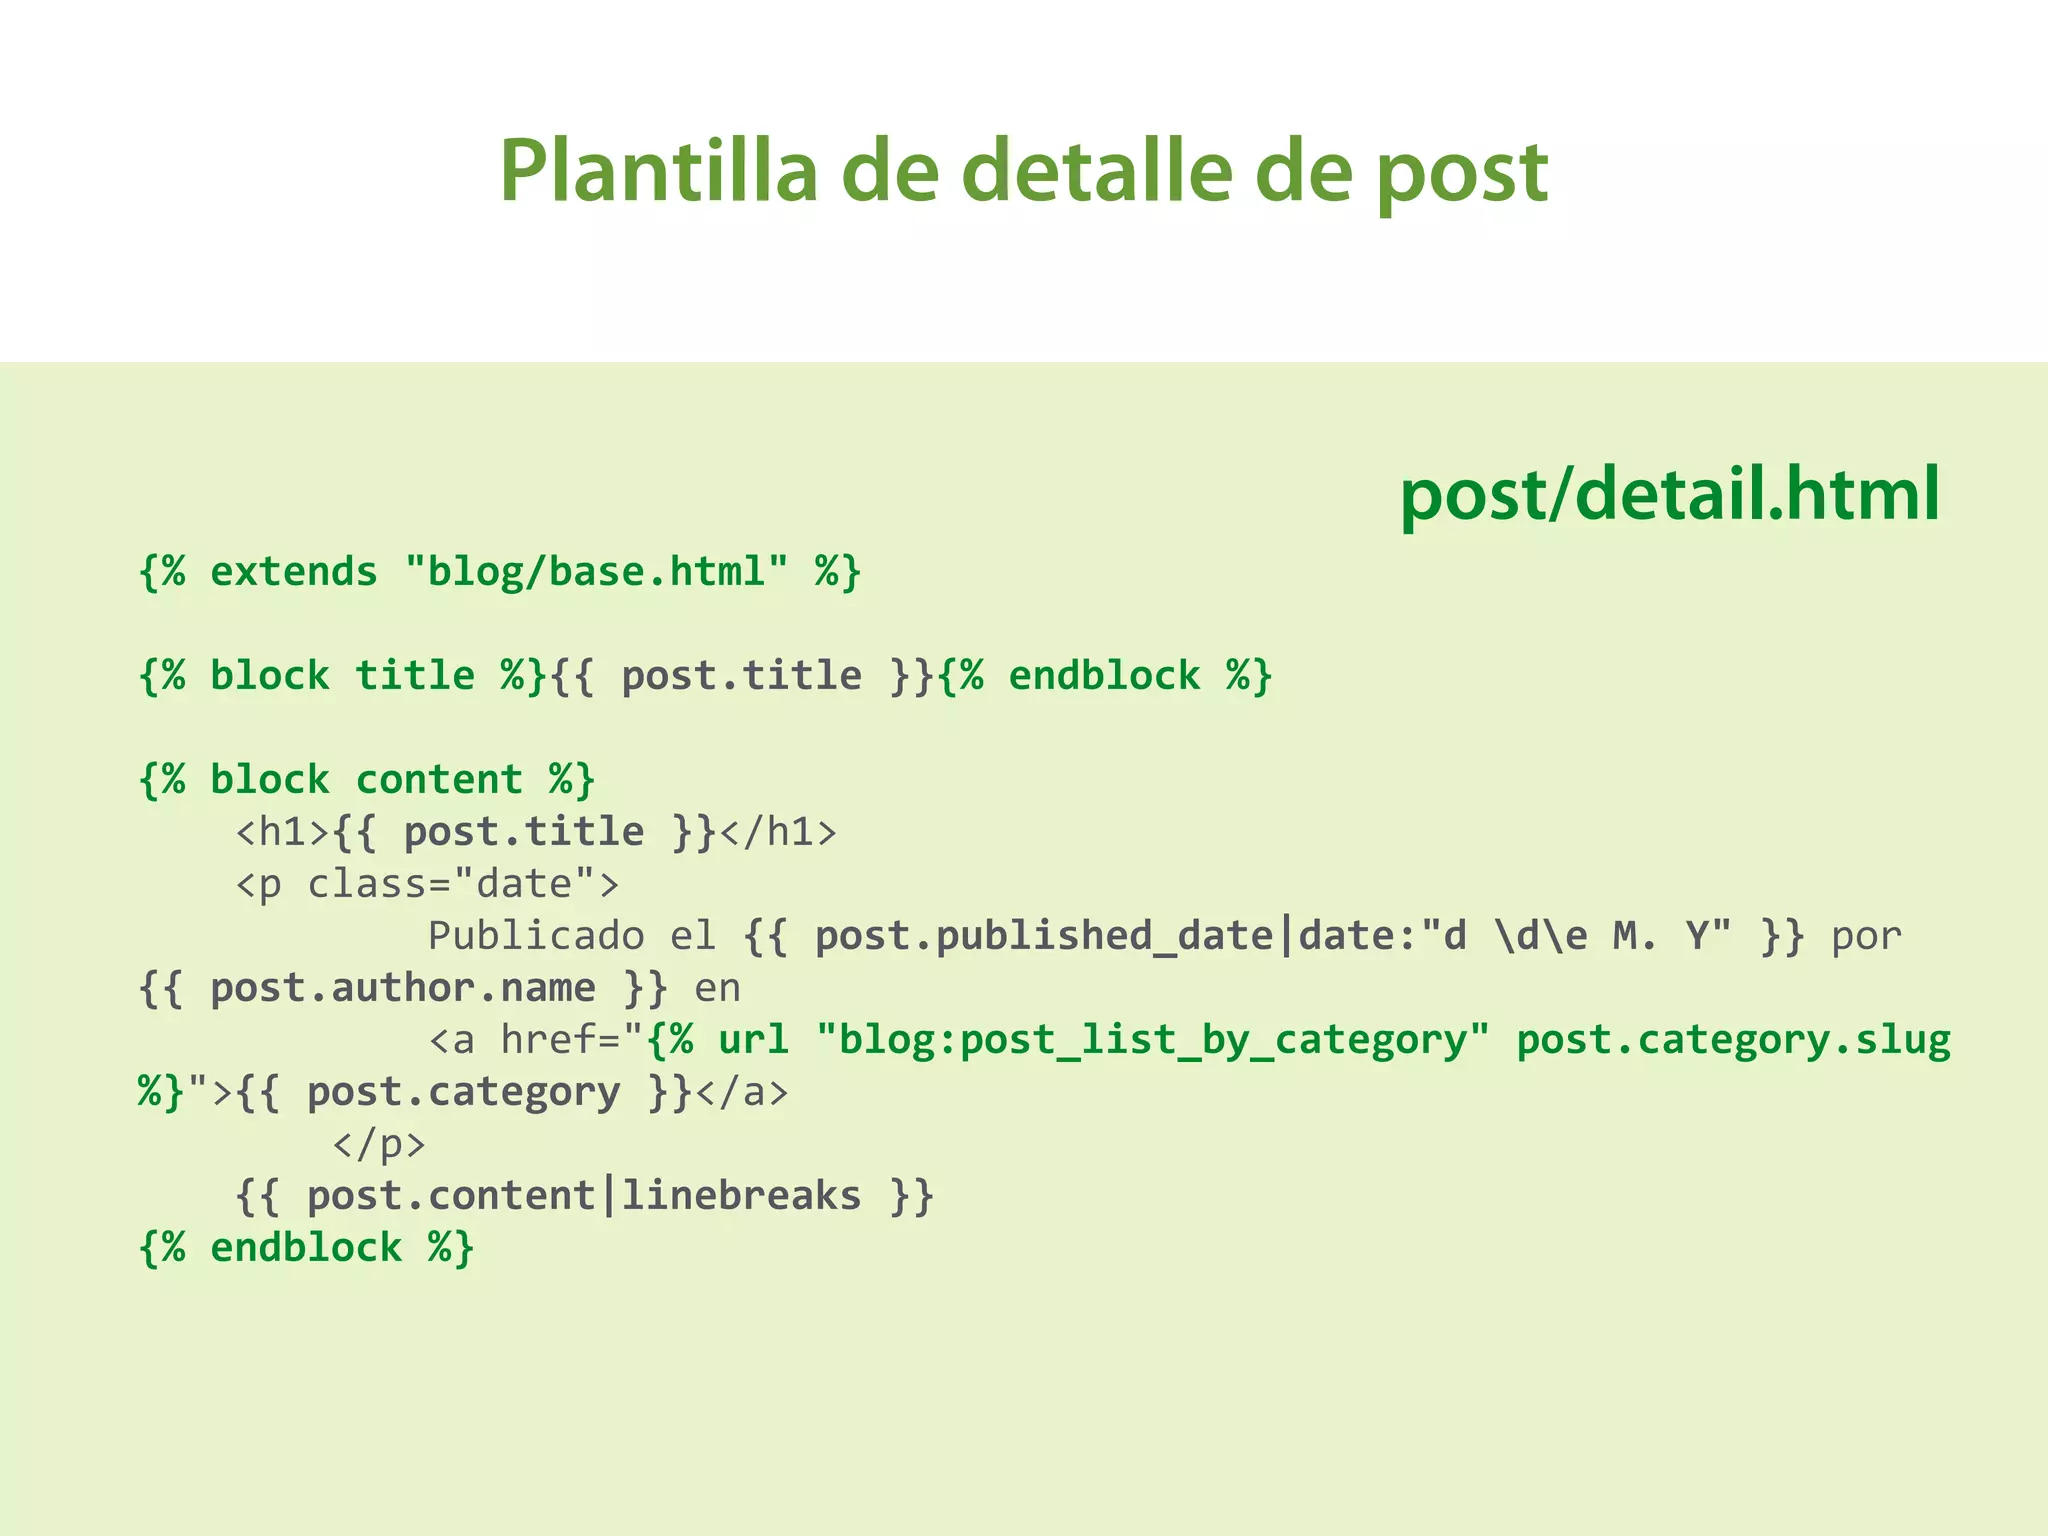 Plantilla de detalle de post
post/detail.html
{% extends "blog/base.html" %}
{% block title %}{{ post.title }}{% endblock %}
{% block content %}
<h1>{{ post.title }}</h1>
<p class="date">
Publicado el {{ post.published_date|date:"d \d\e M. Y" }} por
{{ post.author.name }} en
<a href="{% url "blog:post_list_by_category" post.category.slug
%}">{{ post.category }}</a>
</p>
{{ post.content|linebreaks }}
{% endblock %}